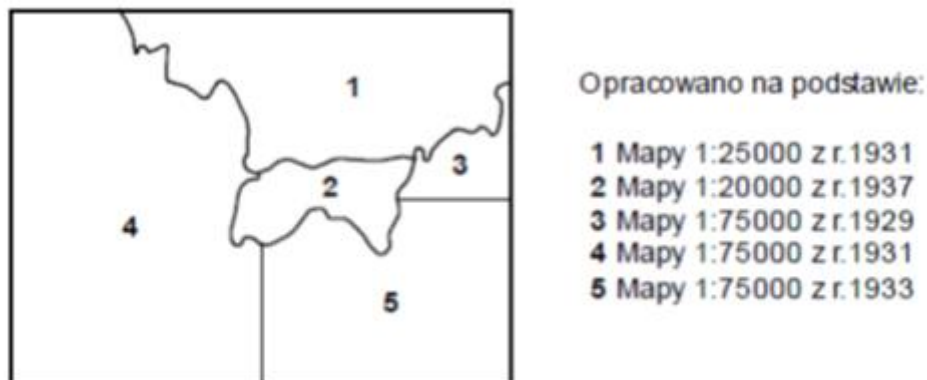 1
2
3
4
5
Opracowano na podstawie:
1 Mapy 1:25000 z r.1931
2 Mapy 1:20000 z r.1937
3 Mapy 1:75000 z r.1929
4 Mapy 1:75000 z r.1931
5 Mapy 1:75000 z r.1933